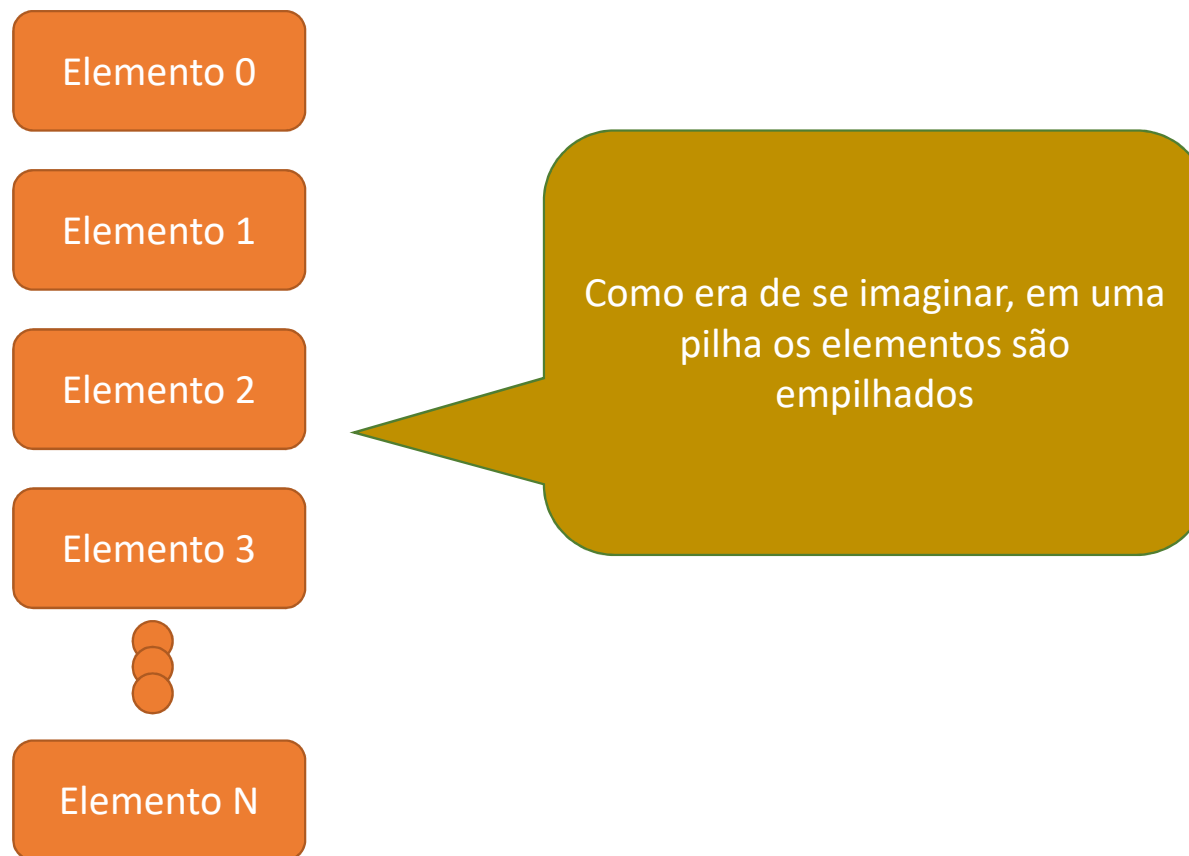 Elemento 0
Elemento 1
Como era de se imaginar, em uma
pilha os elementos são
empilhados
Elemento 2
Elemento 3
Elemento N